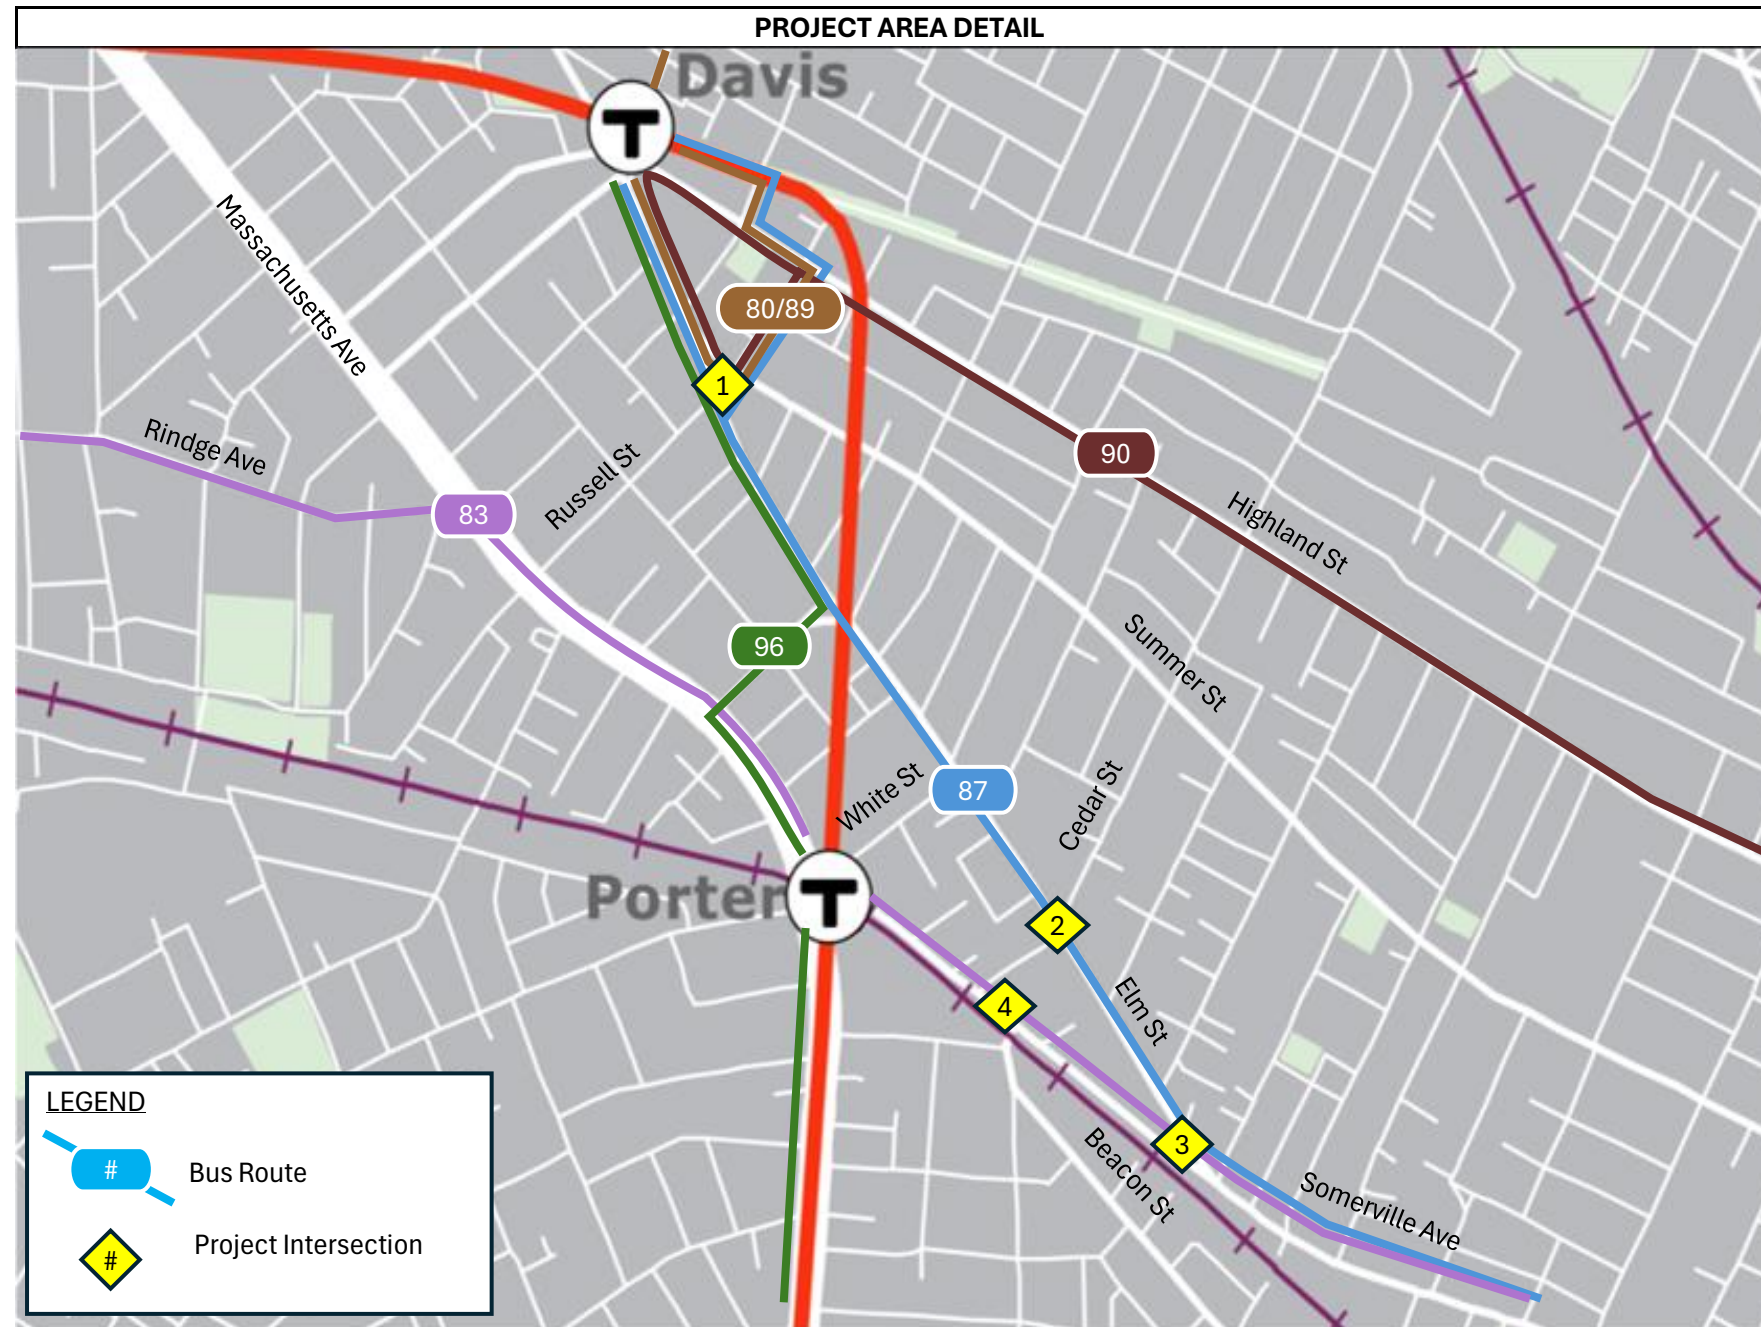 PROJECT AREA DETAIL
Davis
T
Massachusetts Ave
80/89
1
Rindge Ave
Russell St
90
83
Highland St
96
Summer St
White St
87
Cedar St
Porter
T
2
4
Elm St
3
Beacon St
Somerville Ave
LEGEND
# Bus Route
# Project Intersection